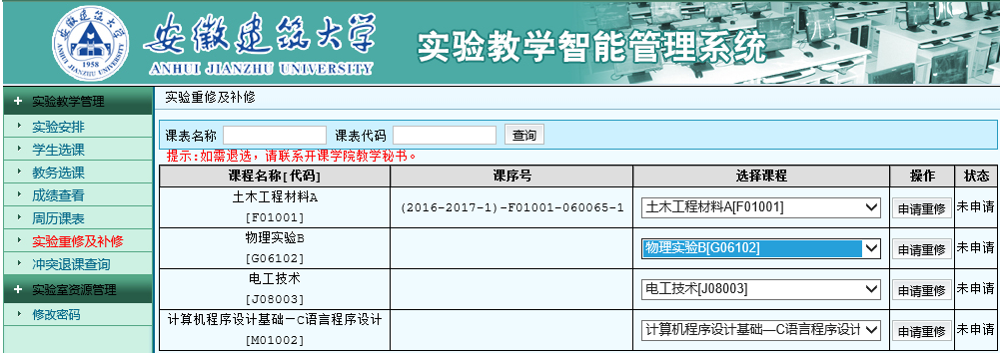 安徽建筑大学
ANHUI JIANZHU UNIVERSITY
1958
实验教学智能管理系统
实验教学管理
实验安排
学生选课
教务选课
成绩查看
周历课表
实验重修及补修
冲突退课查询
实验室资源管理
修改密码
实验重修及补修
课表名称 课表代码 查询
提示:如需退选，请联系开课学院教学秘书。
课程名称[代码] 课序号 选择课程 操作 状态
土木工程材料A
[F01001] (2016-2017-1)-F01001-060065-1 土木工程材料A[F01001] 申请重修 未申请
物理实验B
[G06102] 物理实验B[G06102] 申请重修 未申请
电工技术
[J08003] 电工技术[J08003] 申请重修 未申请
计算机程序设计基础—C语言程序设计
[M01002] 计算机程序设计基础—C语言程序设计 申请重修 未申请